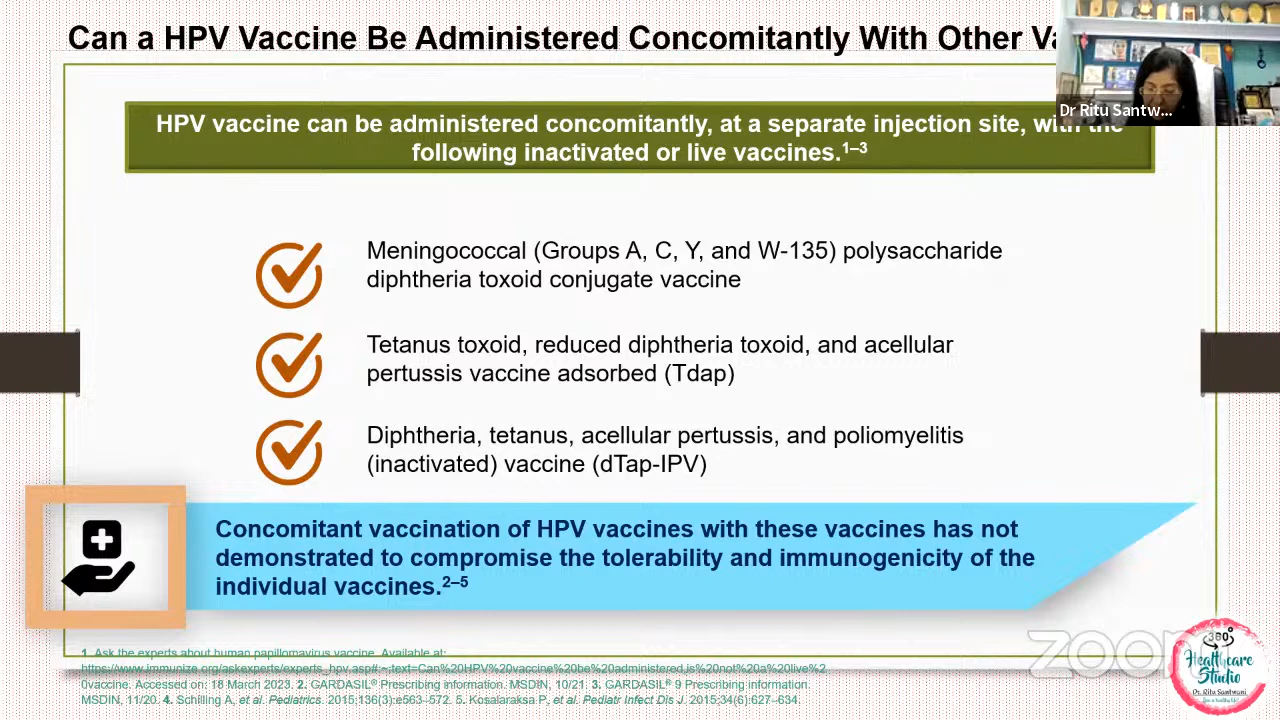 Can a HPV Vaccine Be Administered Concomitantly With Other
Dr Ritu Santw...
HPV vaccine can be administered concomitantly, at a separate injection site, with the
following inactivated or live vaccines.1–3
Meningococcal (Groups A, C, Y, and W-135) polysaccharide
diphtheria toxoid conjugate vaccine
Tetanus toxoid, reduced diphtheria toxoid, and acellular
pertussis vaccine adsorbed (Tdap)
Diphtheria, tetanus, acellular pertussis, and poliomyelitis
(inactivated) vaccine (dTap-IPV)
Concomitant vaccination of HPV vaccines with these vaccines has not
demonstrated to compromise the tolerability and immunogenicity of the
individual vaccines.2–5
1. Ask the experts about human papillomavirus vaccine. Available at:
https://www.immunize.org/askexperts/experts_hpv.asp#:~:text=Can%20HPV%20vaccine%20be%20administered,is%20not%20a%20live%2
0vaccine. Accessed on: 18 March 2023. 2. GARDASIL® Prescribing information. MSDIN, 10/21. 3. GARDASIL® 9 Prescribing information.
MSDIN, 11/20. 4. Schilling A, et al. Pediatrics. 2015;136(3):e563–572. 5. Kosalaraksa P, et al. Pediatr Infect Dis J. 2015;34(6):627–634.
zoom
360°
Healthcare
Studio
Dr. Ritu Santwani